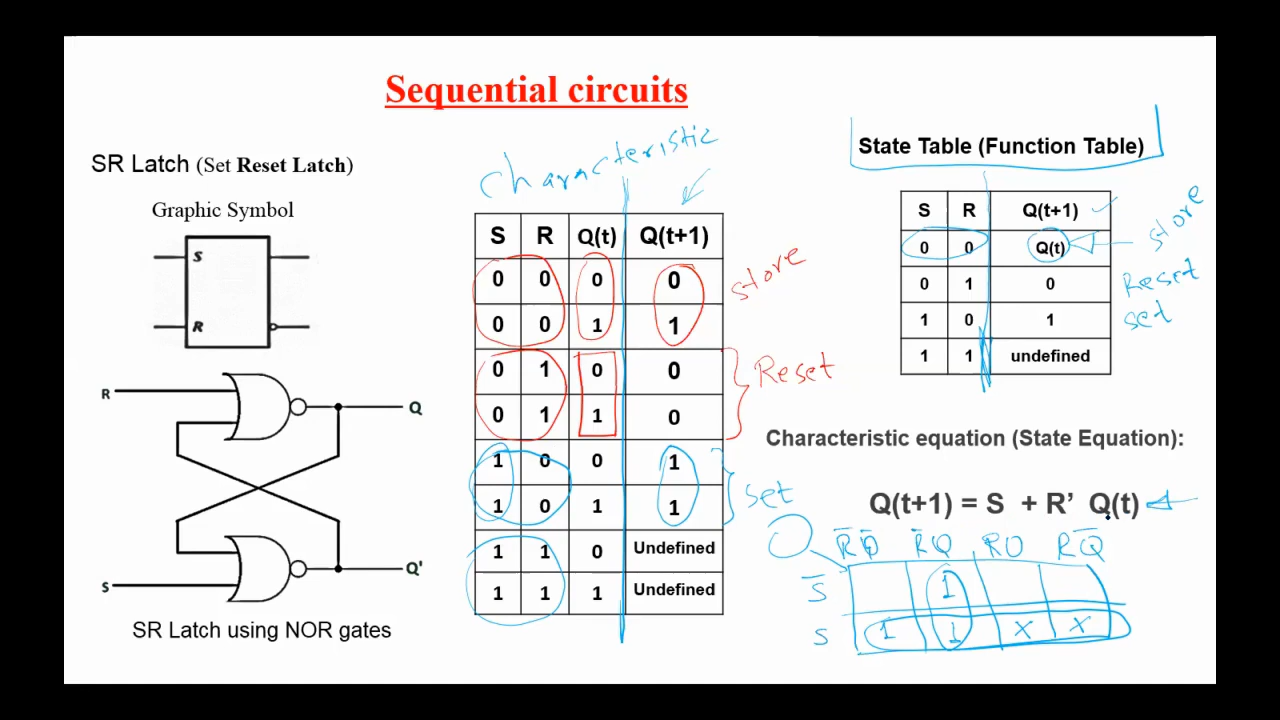 Sequential circuits
SR Latch (Set Reset Latch)
Graphic Symbol
S
R
R
Q
S
Q'
SR Latch using NOR gates
characteristic
S R Q(t) Q(t+1)
0 0 0 0
0 0 1 1
0 1 0 0
0 1 1 0
1 0 0 1
1 0 1 1
1 1 0 Undefined
1 1 1 Undefined
store
Reset
set
State Table (Function Table)
S R Q(t+1)
0 0 Q(t)
0 1 0
1 0 1
1 1 undefined
store
Reset
set
Characteristic equation (State Equation):
Q(t+1) = S + R’ Q(t)
R̅Q̅ R̅Q RQ RQ̅
S̅ 1
S 1 1 X X